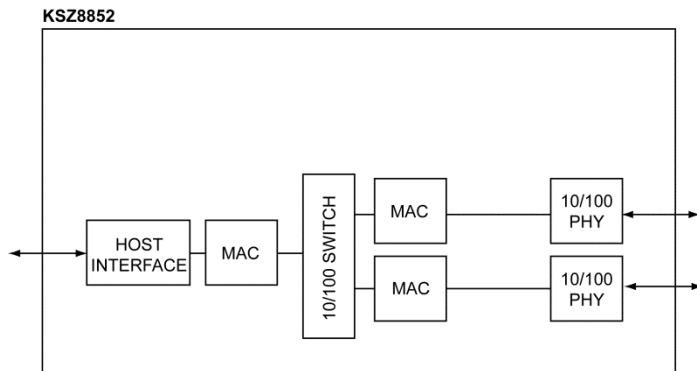 KSZ8852
HOST
INTERFACE
MAC
10/100 SWITCH
MAC
10/100
PHY
MAC
10/100
PHY